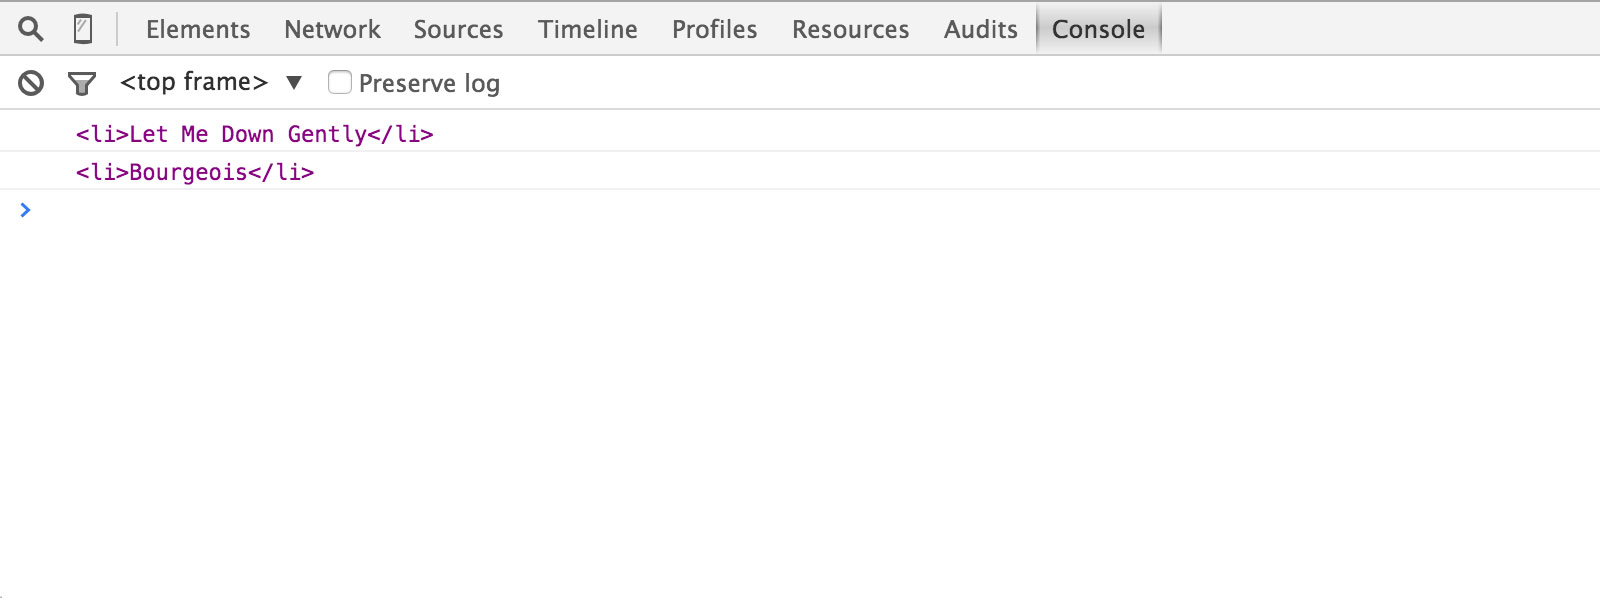 Elements Network Sources Timeline Profiles Resources Audits Console
<top frame> ▼ Preserve log
<li>Let Me Down Gently</li>
<li>Bourgeois</li>
>